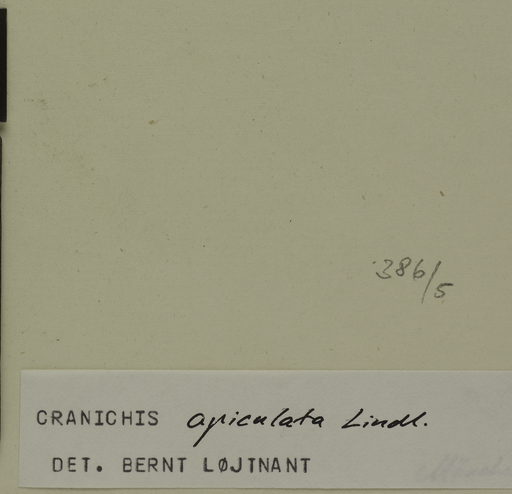 386/5
CRANICHIS apiculata Lindl.
DET. BERNT LØJTNANT